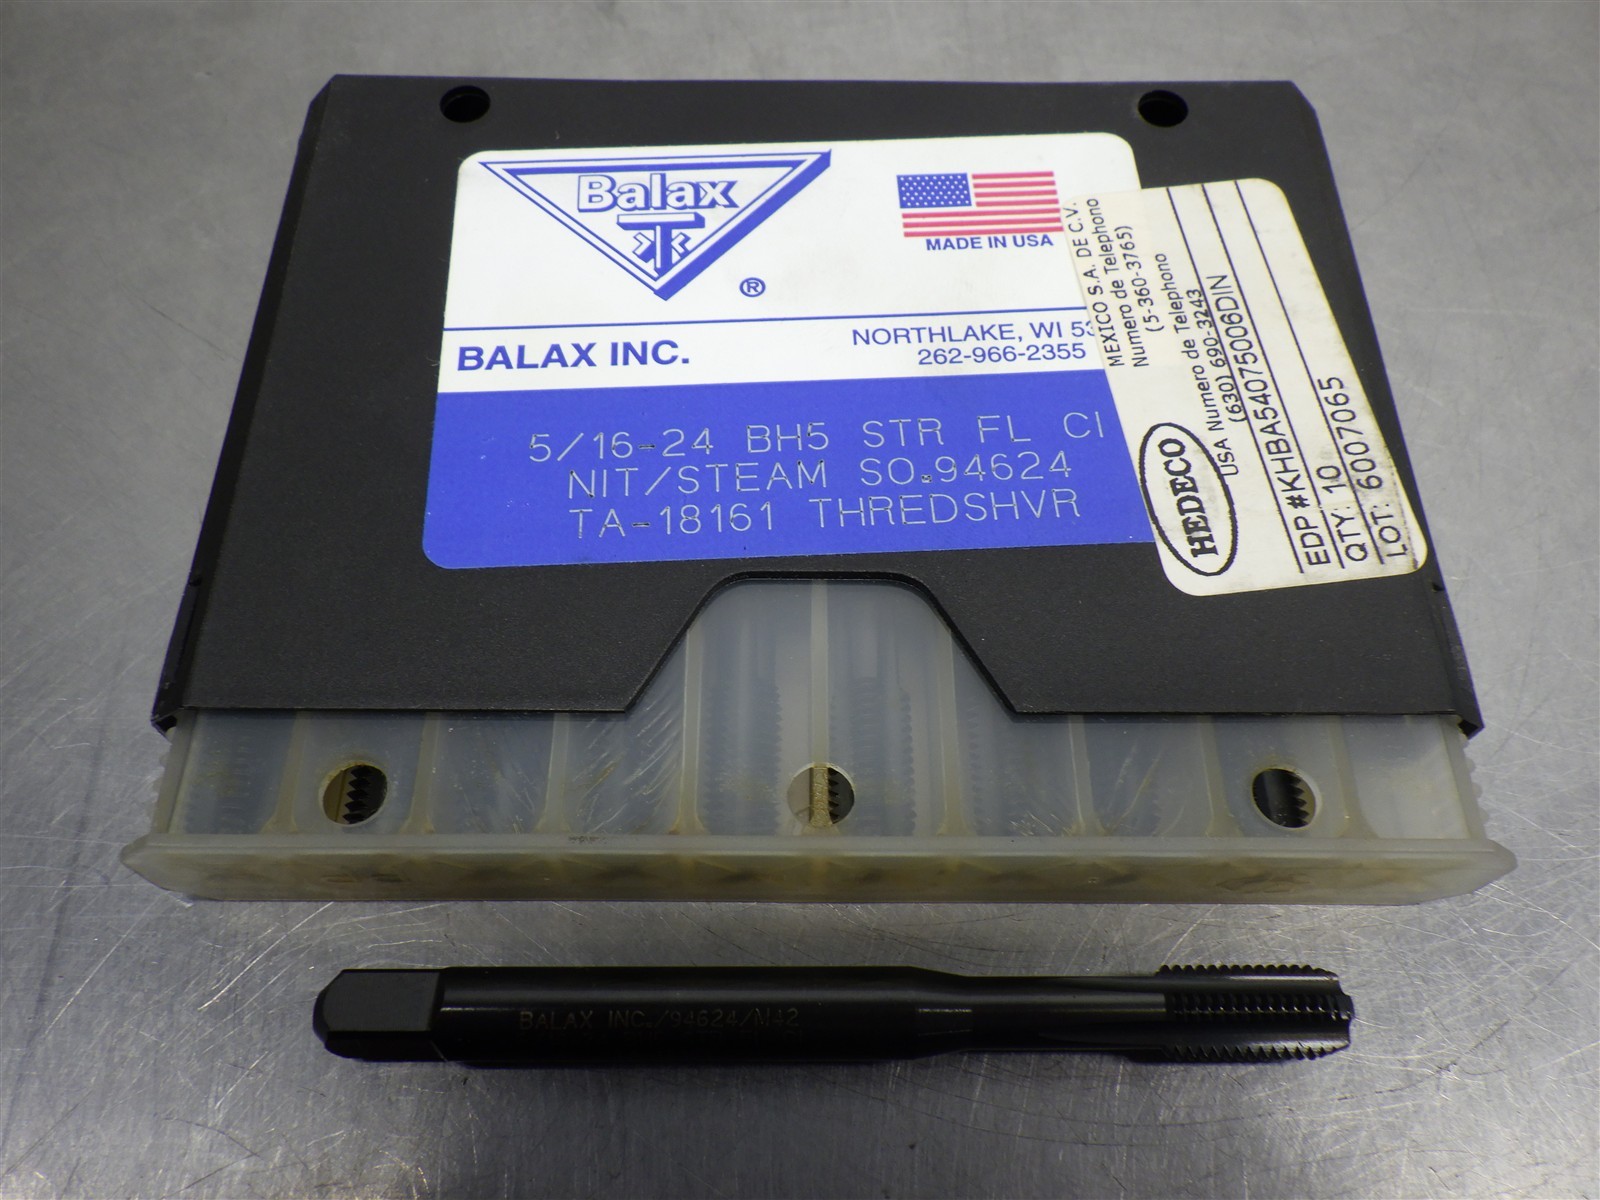 Balax
®
MADE IN USA
BALAX INC.
NORTHLAKE, WI
262-966-2355
5/16-24 BH5 STR FL CI
NIT/STEAM SO.94624
TA-18161 THREDSHVR
MEXICO S.A. DE C.V.
Numero de Telephono
(5-360-3765)
Numero de Telephono
USA (630) 690-3243
HEDECO
EDP #KHBA54075006DIN
QTY: 10
LOT: 60007065
BALAX INC./94624/M42